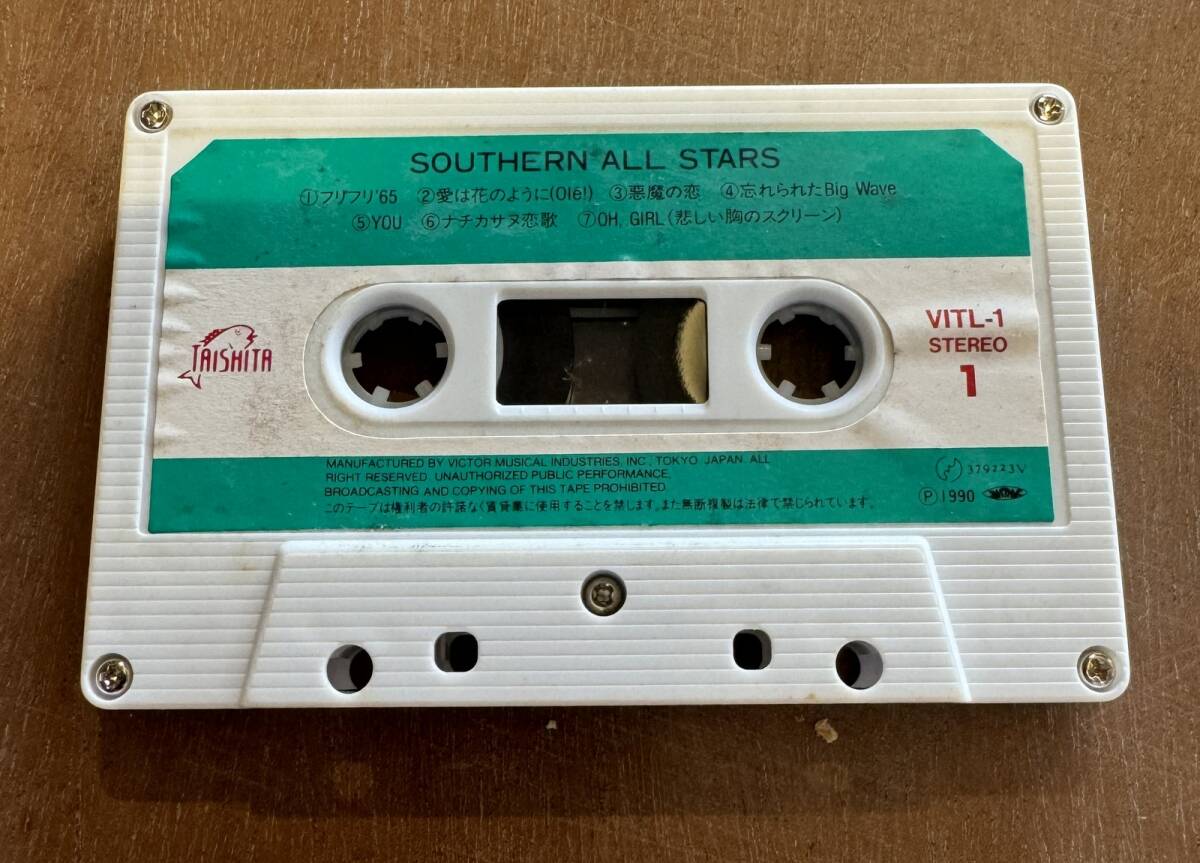 SOUTHERN ALL STARS
①フリフリ'65 ②愛は花のように(Olé!) ③悪魔の恋 ④忘れられたBig Wave
⑤YOU ⑥ナチカサヌ恋歌 ⑦OH, GIRL(悲しい胸のスクリーン)
TAISHITA
VITL-1
STEREO
1
MANUFACTURED BY VICTOR MUSICAL INDUSTRIES, INC., TOKYO. JAPAN. ALL
RIGHT RESERVED. UNAUTHORIZED PUBLIC PERFORMANCE,
BROADCASTING AND COPYING OF THIS TAPE PROHIBITED.
このテープは権利者の許諾なく賃貸業に使用することを禁じます。また無断複製は法律で禁じられています。
379223V
Ⓟ1990